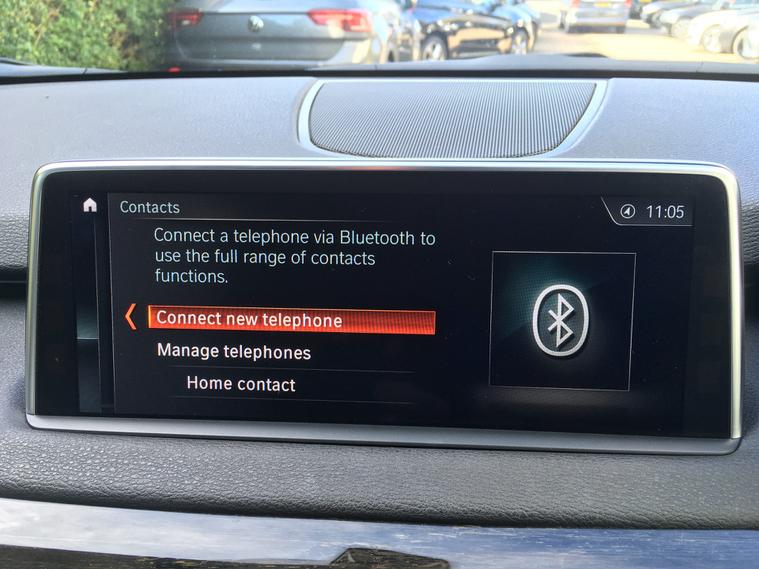 Contacts
11:05
Connect a telephone via Bluetooth to
use the full range of contacts
functions.
Connect new telephone
Manage telephones
Home contact